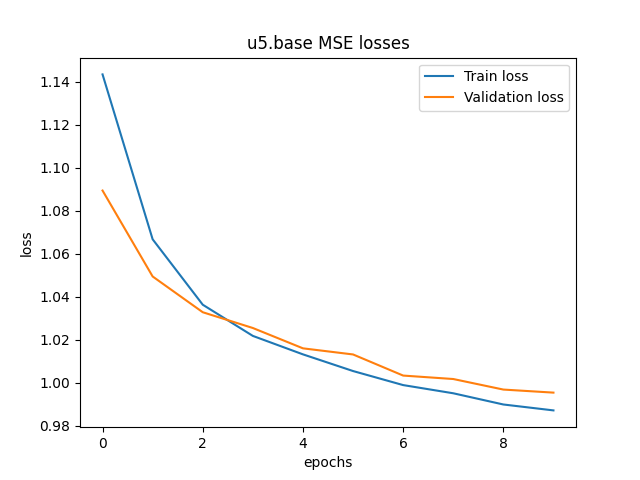 u5.base MSE losses
Train loss
Validation loss
1.14
1.12
1.10
1.08
1.06
1.04
1.02
1.00
0.98
loss
0 2 4 6 8
epochs